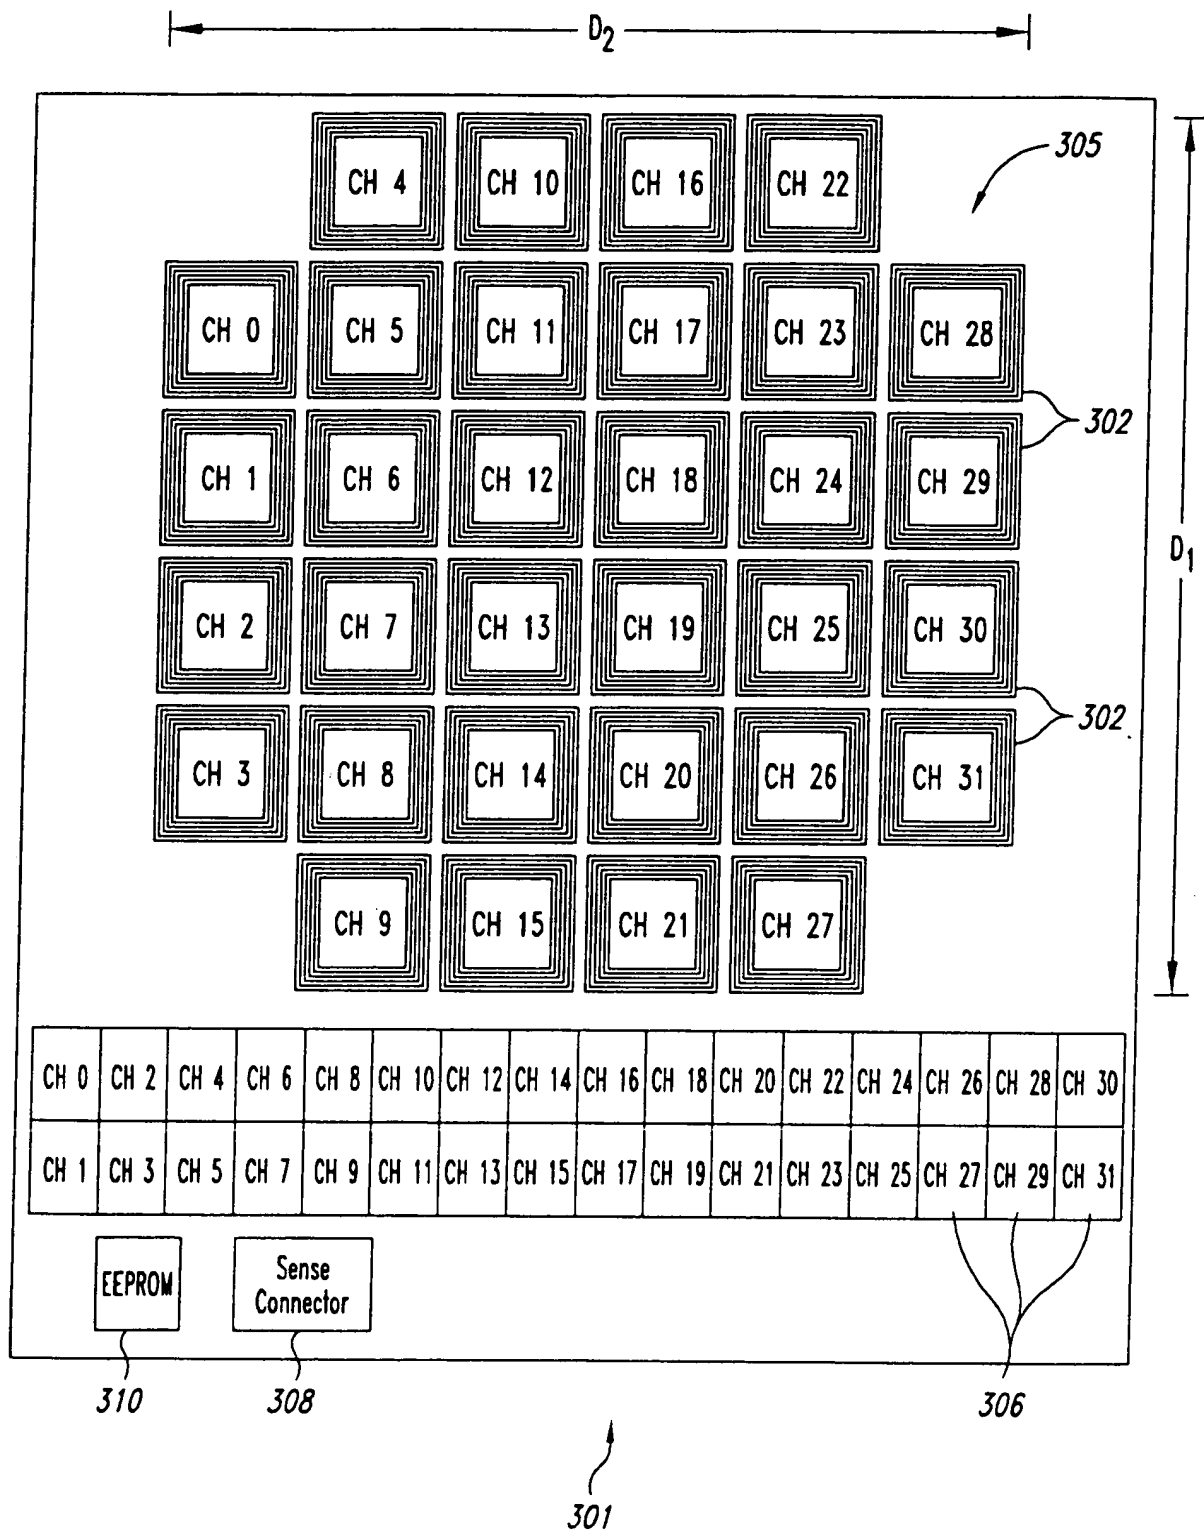 D2
305
CH 4 CH 10 CH 16 CH 22
CH 0 CH 5 CH 11 CH 17 CH 23 CH 28
302
CH 1 CH 6 CH 12 CH 18 CH 24 CH 29
D1
CH 2 CH 7 CH 13 CH 19 CH 25 CH 30
302
CH 3 CH 8 CH 14 CH 20 CH 26 CH 31
CH 9 CH 15 CH 21 CH 27
CH 0 CH 2 CH 4 CH 6 CH 8 CH 10 CH 12 CH 14 CH 16 CH 18 CH 20 CH 22 CH 24 CH 26 CH 28 CH 30
CH 1 CH 3 CH 5 CH 7 CH 9 CH 11 CH 13 CH 15 CH 17 CH 19 CH 21 CH 23 CH 25 CH 27 CH 29 CH 31
EEPROM
Sense
Connector
310 308 306
301